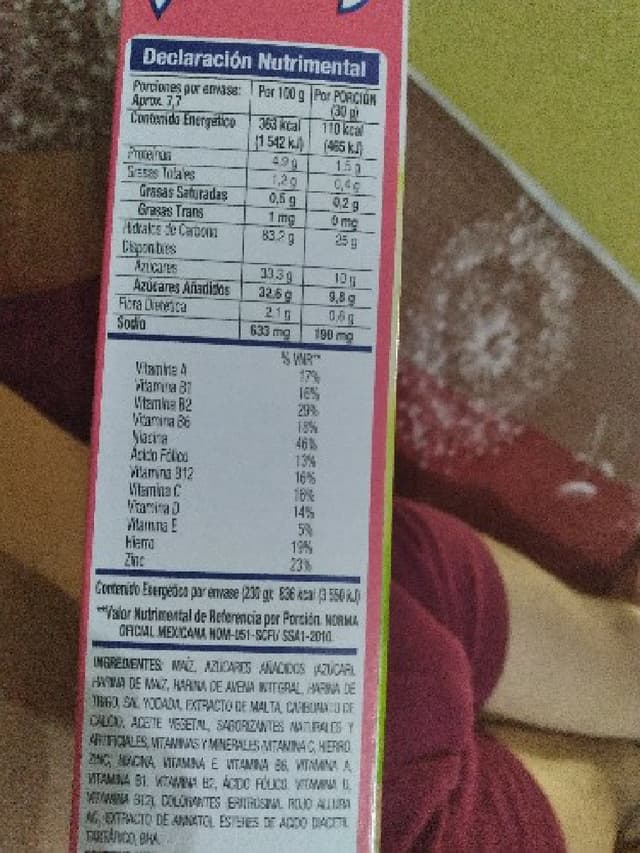 Declaración Nutrimental
Porciones por envase: Por 100 g Por PORCIÓN
Aprox. 7,7 (30 g)
Contenido Energético 363 kcal 110 kcal
(1 542 kJ) (465 kJ)
Proteínas 4,9 g 1,5 g
Grasas Totales 1,2 g 0,4 g
Grasas Saturadas 0,5 g 0,2 g
Grasas Trans 1 mg 0 mg
Hidratos de Carbono 83,2 g 25 g
Disponibles
Azúcares 33,3 g 10 g
Azúcares Añadidos 32,6 g 9,8 g
Fibra Dietética 2,1 g 0,6 g
Sodio 633 mg 190 mg
% VNR**
Vitamina A 17%
Vitamina B1 16%
Vitamina B2 29%
Vitamina B6 18%
Niacina 46%
Ácido Fólico 13%
Vitamina B12 16%
Vitamina C 18%
Vitamina D 14%
Vitamina E 5%
Hierro 19%
Zinc 23%
Contenido Energético por envase (230 g): 836 kcal (3 550 kJ)
**Valor Nutrimental de Referencia por Porción. NORMA
OFICIAL MEXICANA NOM-051-SCFI/ SSA1-2010.
INGREDIENTES: MAÍZ, AZÚCARES AÑADIDOS (AZÚCAR),
HARINA DE MAÍZ, HARINA DE AVENA INTEGRAL, HARINA DE
TRIGO, SAL YODADA, EXTRACTO DE MALTA, CARBONATO DE
CALCIO, ACEITE VEGETAL, SABORIZANTES NATURALES Y
ARTIFICIALES, VITAMINAS Y MINERALES (VITAMINA C, HIERRO,
ZINC, NIACINA, VITAMINA E, VITAMINA B6, VITAMINA A,
VITAMINA B1, VITAMINA B2, ÁCIDO FÓLICO, VITAMINA D,
VITAMINA B12), COLORANTES ERITROSINA, ROJO ALLURA
AC, EXTRACTO DE ANNATO), ESTERES DE ACIDO DIACETIL
TARTÁRICO, BHA.